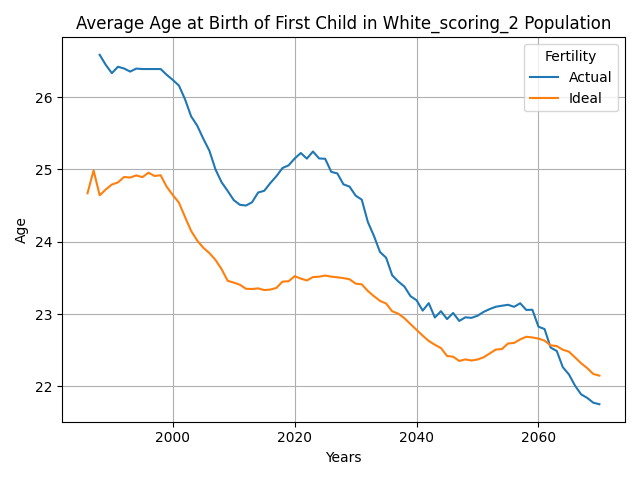 Average Age at Birth of First Child in White_scoring_2 Population
Fertility
Actual
Ideal
26
25
24
23
22
Age
2000
2020
2040
2060
Years